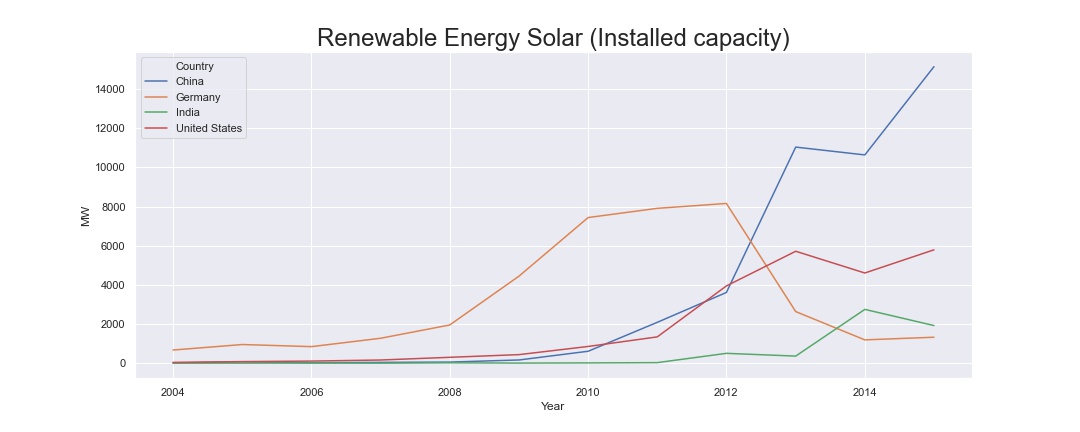 Renewable Energy Solar (Installed capacity)
Country
China
Germany
India
United States
14000
12000
10000
8000
6000
4000
2000
0
MW
2004
2006
2008
2010
2012
2014
Year